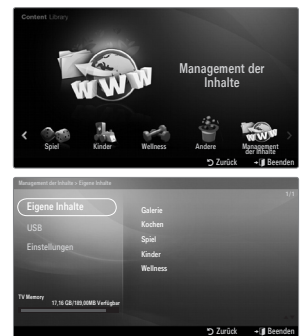 Content Library
WWW
Management der
Inhalte
Spiel
Kinder
Wellness
Andere
Management
der Inhalte
Zurück
Beenden
Management der Inhalte > Eigene Inhalte
1/1
Eigene Inhalte
USB
Einstellungen
Galerie
Kochen
Spiel
Kinder
Wellness
TV Memory
17,16 GB/189,00MB Verfügbar
Zurück
Beenden